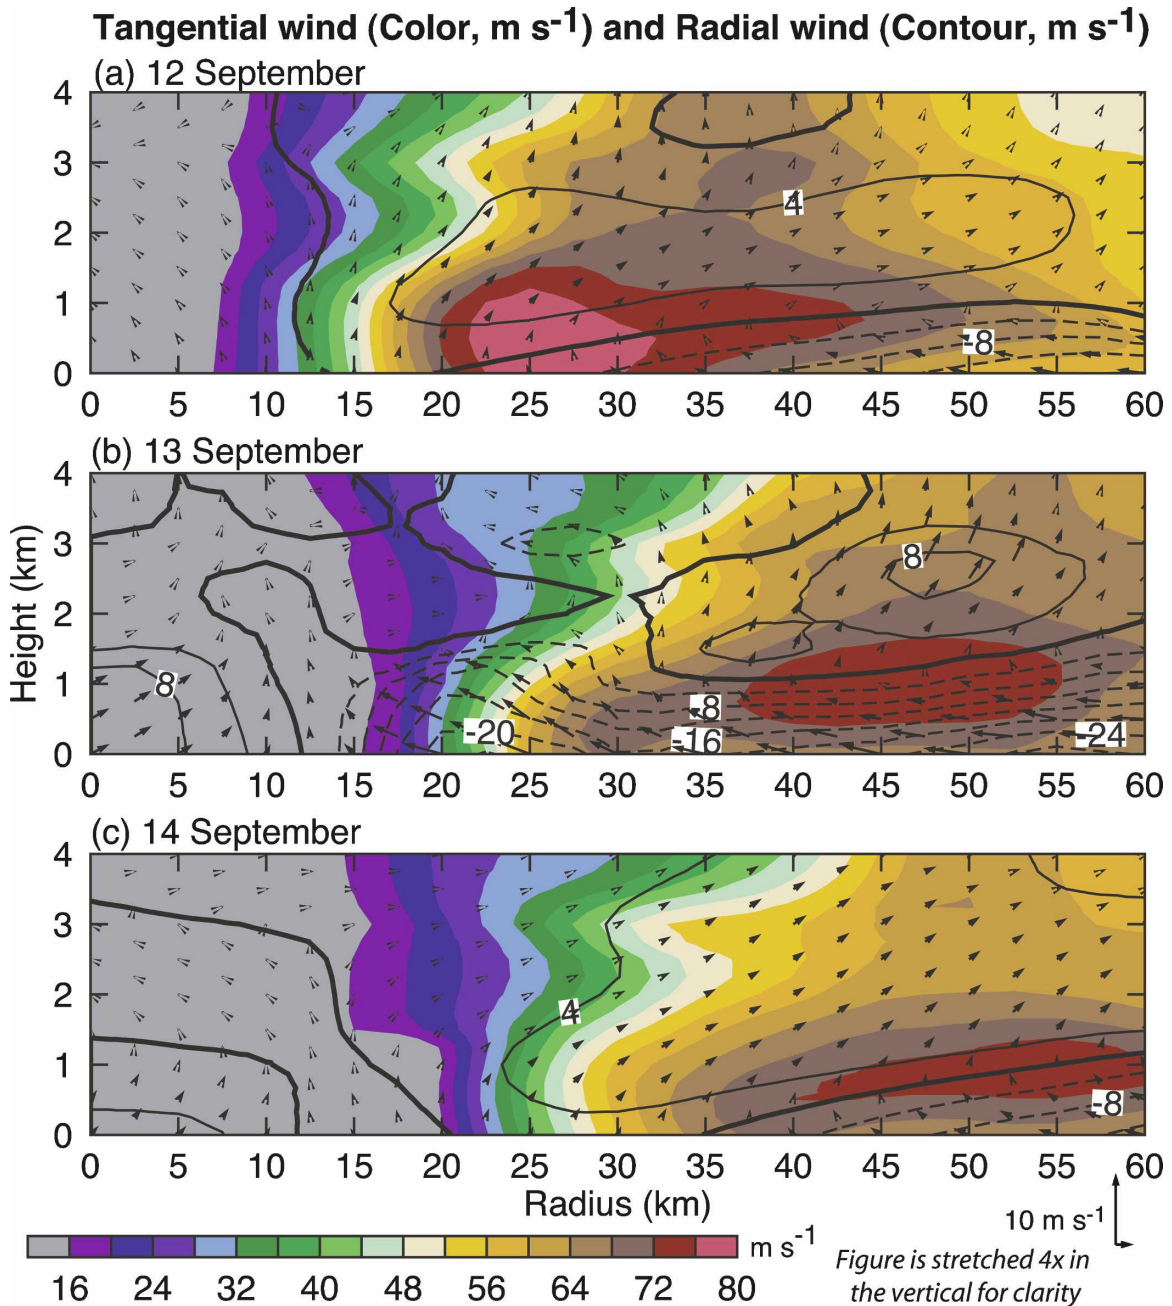 Tangential wind (Color, m s-1) and Radial wind (Contour, m s-1)
(a) 12 September
4
3
2
1
0
4
-8
0 5 10 15 20 25 30 35 40 45 50 55 60
(b) 13 September
4
3
2
1
0
8
8
-20
-8
-16
-24
0 5 10 15 20 25 30 35 40 45 50 55 60
Height (km)
(c) 14 September
4
3
2
1
0
4
-8
0 5 10 15 20 25 30 35 40 45 50 55 60
Radius (km)
10 m s-1
m s-1
16 24 32 40 48 56 64 72 80
Figure is stretched 4x in
the vertical for clarity